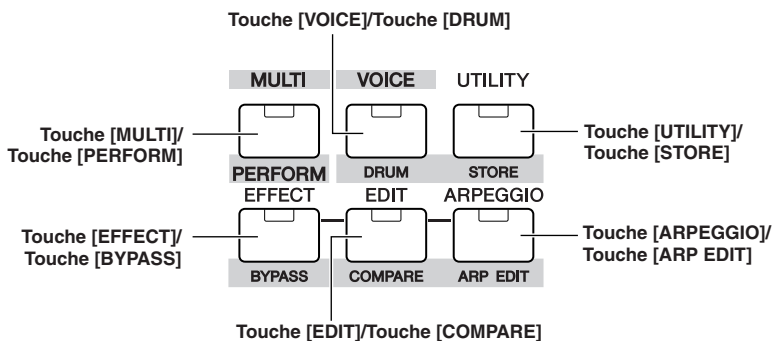 Touche [VOICE]/Touche [DRUM]
MULTI VOICE UTILITY
Touche [MULTI]/
Touche [PERFORM]
Touche [UTILITY]/
Touche [STORE]
PERFORM DRUM STORE
EFFECT EDIT ARPEGGIO
Touche [EFFECT]/
Touche [BYPASS]
Touche [ARPEGGIO]/
Touche [ARP EDIT]
BYPASS COMPARE ARP EDIT
Touche [EDIT]/Touche [COMPARE]